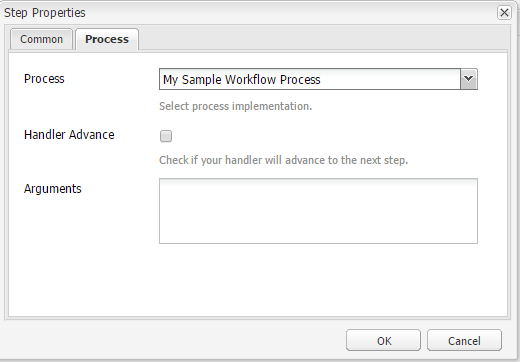 Step Properties
Common Process
Process My Sample Workflow Process
Select process implementation.
Handler Advance
Check if your handler will advance to the next step.
Arguments
OK Cancel